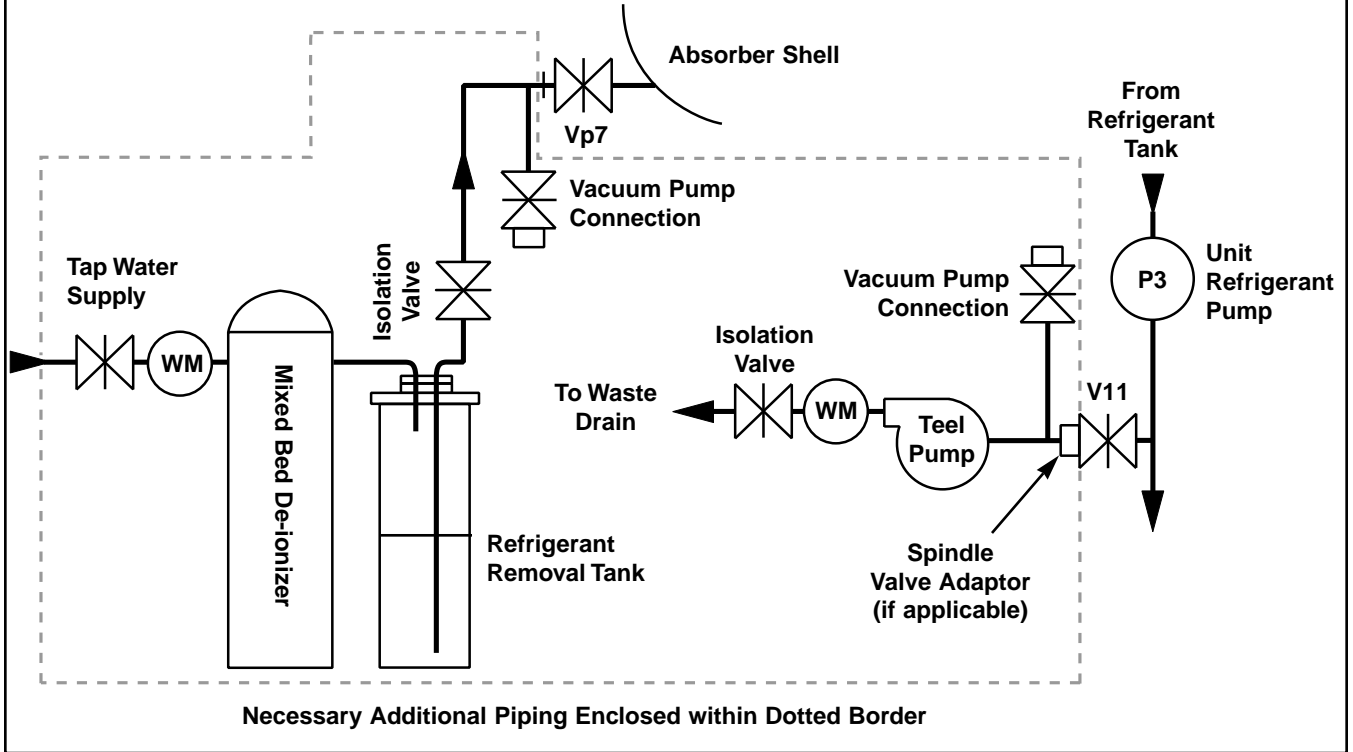 Absorber Shell
Vp7
Vacuum Pump
Connection
From
Refrigerant
Tank
P3
Unit
Refrigerant
Pump
Tap Water
Supply
WM
Mixed Bed De-ionizer
Isolation
Valve
Refrigerant
Removal Tank
Vacuum Pump
Connection
Isolation
Valve
To Waste
Drain
WM
Teel
Pump
V11
Spindle
Valve Adaptor
(if applicable)
Necessary Additional Piping Enclosed within Dotted Border